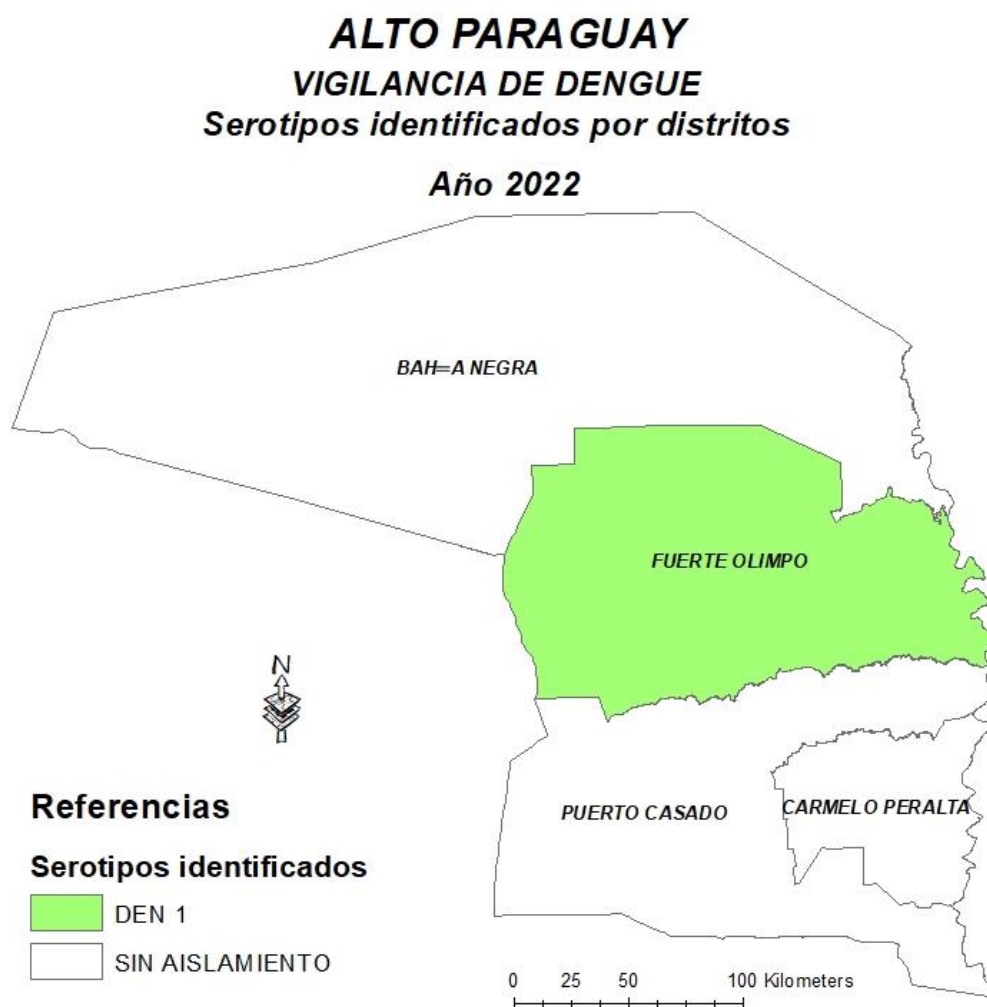 ALTO PARAGUAY
VIGILANCIA DE DENGUE
Serotipos identificados por distritos
Año 2022
BAH=A NEGRA
FUERTE OLIMPO
N
PUERTO CASADO
CARMELO PERALTA
Referencias
Serotipos identificados
DEN 1
SIN AISLAMIENTO
0 25 50 100 Kilometers